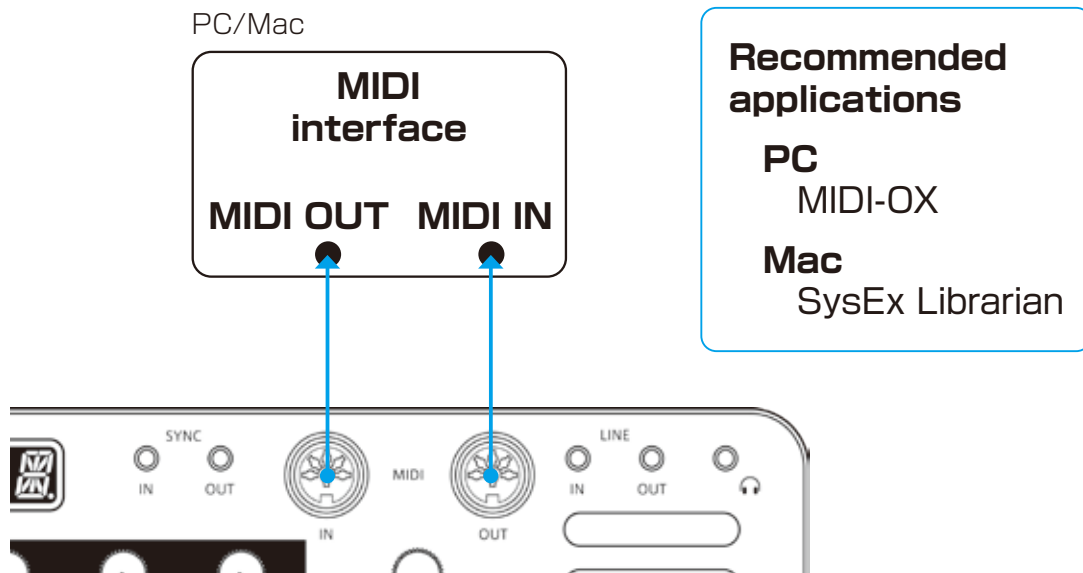 PC/Mac
MIDI
interface
MIDI OUT MIDI IN
Recommended
applications
PC
MIDI-OX
Mac
SysEx Librarian
SYNC
IN OUT
MIDI
IN OUT
LINE
IN OUT